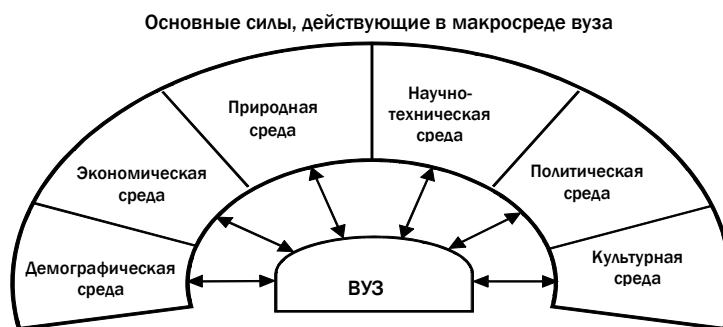 Основные силы, действующие в макросреде вуза
Природная
среда
Научно-
техническая
среда
Экономическая
среда
Политическая
среда
Демографическая
среда
Культурная
среда
ВУЗ